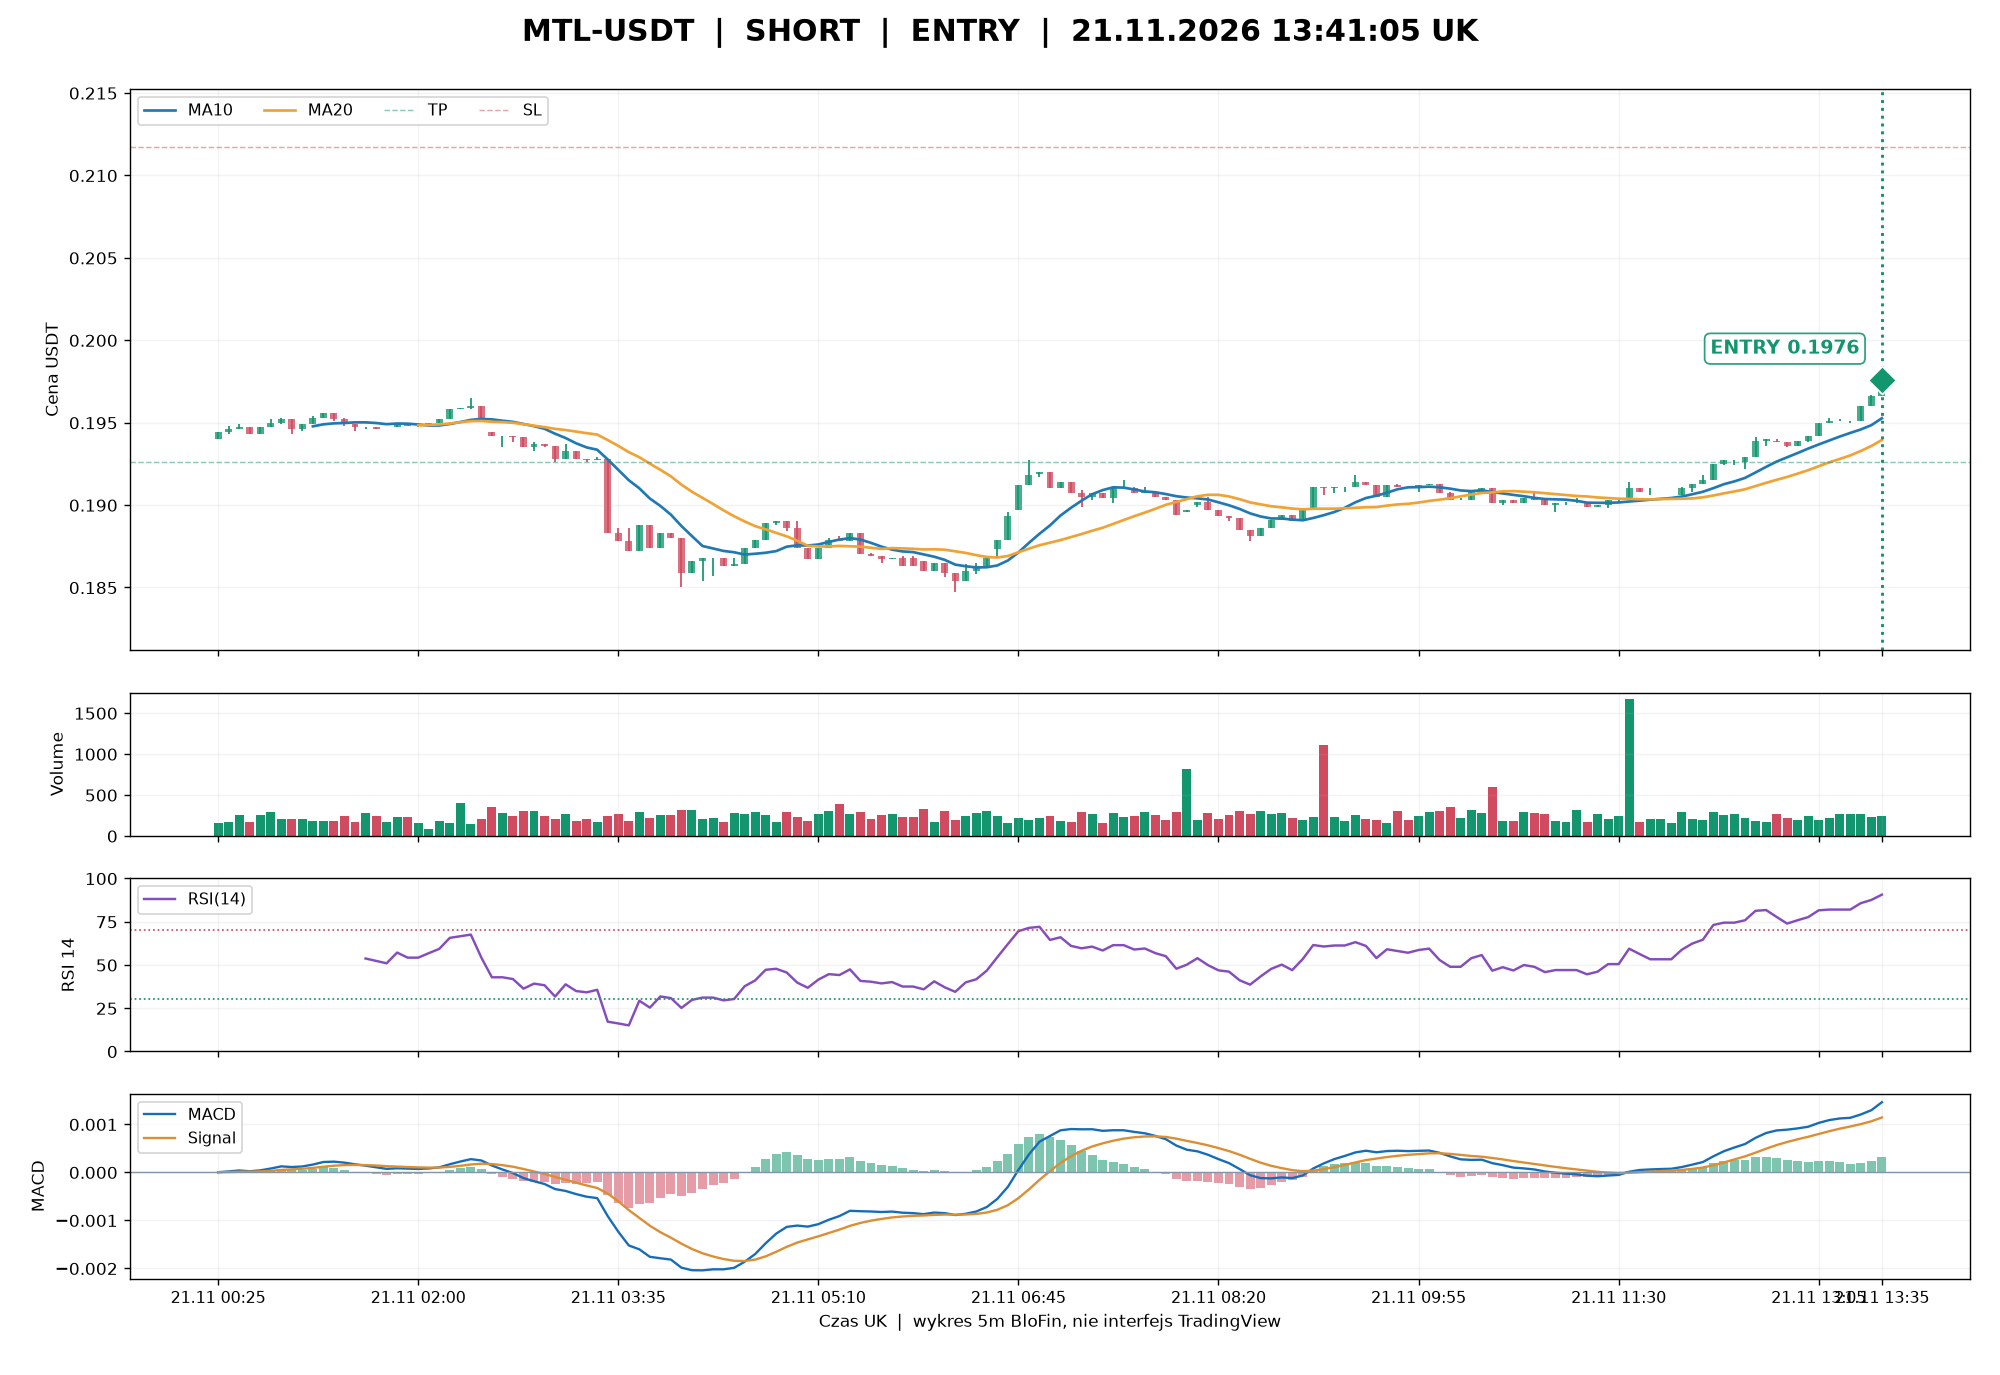 MTL-USDT | SHORT | ENTRY | 21.11.2026 13:41:05 UK
MA10 MA20 TP SL
0.215
0.210
0.205
0.200
0.195
0.190
0.185
Cena USDT
ENTRY 0.1976
1500
1000
500
0
Volume
RSI(14)
100
75
50
25
0
RSI 14
MACD
Signal
0.001
0.000
−0.001
−0.002
MACD
21.11 00:25 21.11 02:00 21.11 03:35 21.11 05:10 21.11 06:45 21.11 08:20 21.11 09:55 21.11 11:30 21.11 13:05 21.11 13:35
Czas UK | wykres 5m BloFin, nie interfejs TradingView